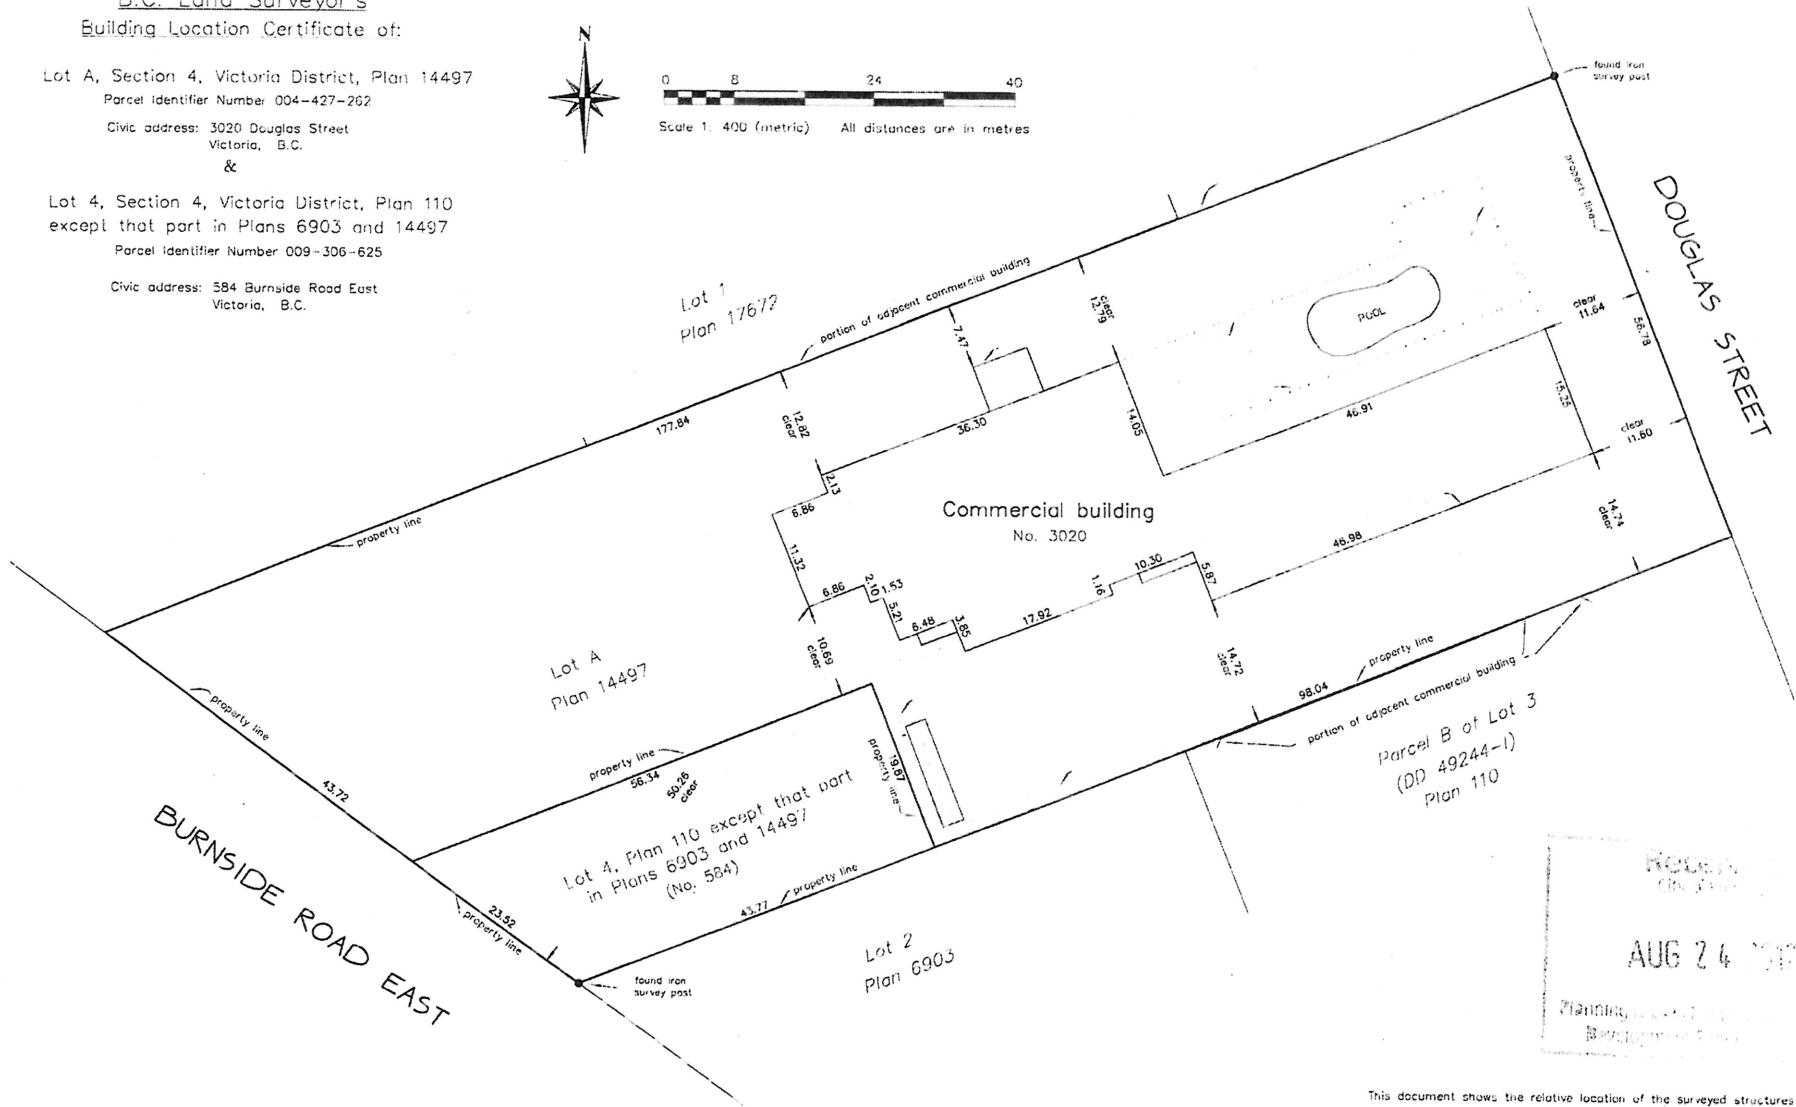 B.C. Land Surveyor's
Building Location Certificate of:
Lot A, Section 4, Victoria District, Plan 14497
Parcel Identifier Number 004-427-262
Civic address: 3020 Douglas Street
Victoria, B.C.
&
Lot 4, Section 4, Victoria District, Plan 110
except that part in Plans 6903 and 14497
Parcel Identifier Number 009-306-625
Civic address: 584 Burnside Road East
Victoria, B.C.
N
0 8 24 40
Scale 1: 400 (metric) All distances are in metres
found iron
survey post
property line
DOUGLAS STREET
56.78
clear
11.64
clear
11.60
Lot 1
Plan 17672
portion of adjacent commercial building
7.47
clear
12.79
POOL
177.84
12.82
clear
36.30
14.05
46.91
15.25
2.13
6.86
11.32
Commercial building
No. 3020
46.98
14.74
clear
property line
6.86
2.10
1.53
5.21
6.48
3.85
17.92
1.16
10.30
5.87
10.69
clear
14.72
clear
Lot A
Plan 14497
property line
98.04
portion of adjacent commercial building
Parcel B of Lot 3
(DD 49244-I)
Plan 110
property line
43.72
property line
56.34
50.26
clear
property line
19.87
Lot 4, Plan 110 except that part
in Plans 6903 and 14497
(No. 584)
BURNSIDE ROAD EAST
23.52
property line
43.77
property line
Lot 2
Plan 6903
found iron
survey post
AUG 24
Planning
This document shows the relative location of the surveyed structures